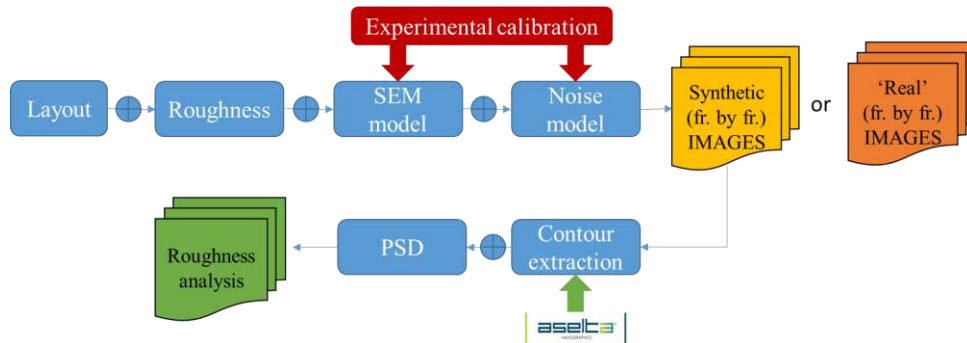 Experimental calibration
Layout
Roughness
SEM
model
Noise
model
Synthetic
(fr. by fr.)
IMAGES
or
‘Real’
(fr. by fr.)
IMAGES
Roughness
analysis
PSD
Contour
extraction
aselta
NANOGRAPHICS